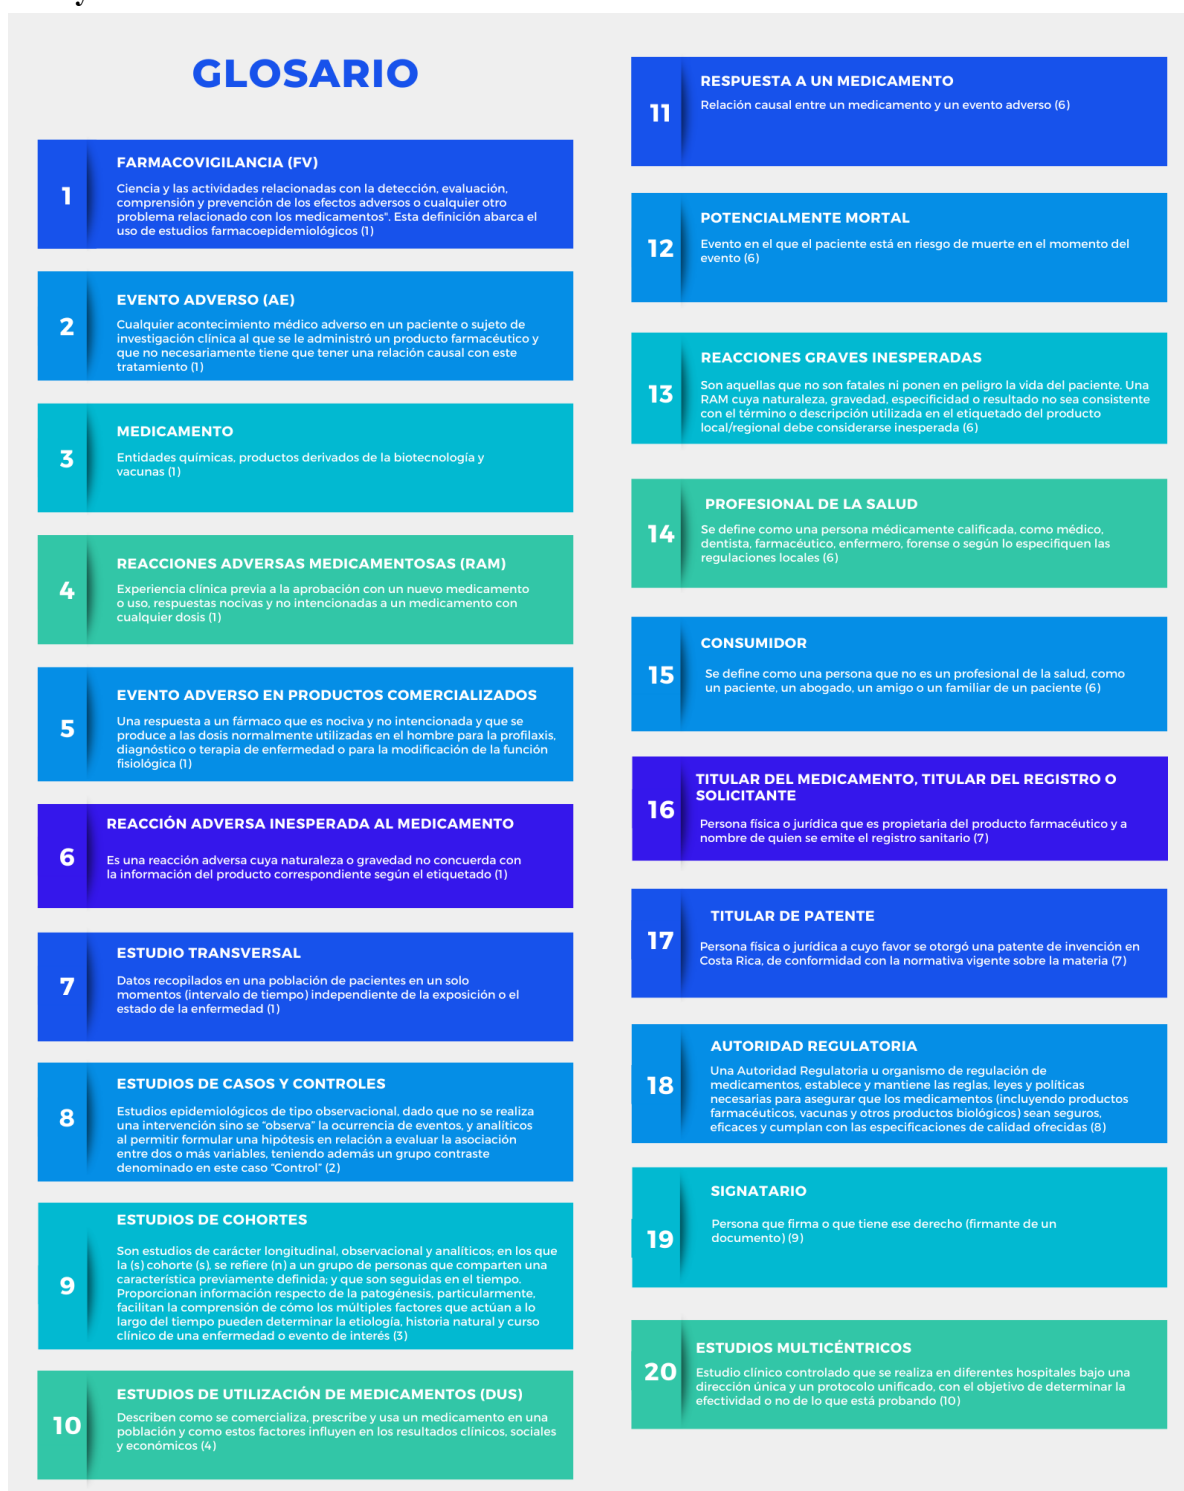 GLOSARIO
1
FARMACOVIGILANCIA (FV)
Ciencia y las actividades relacionadas con la detección, evaluación,
comprensión y prevención de los efectos adversos o cualquier otro
problema relacionado con los medicamentos". Esta definición abarca el
uso de estudios farmacoepidemiológicos (1)
2
EVENTO ADVERSO (AE)
Cualquier acontecimiento médico adverso en un paciente o sujeto de
investigación clínica al que se le administró un producto farmacéutico y
que no necesariamente tiene que tener una relación causal con este
tratamiento (1)
3
MEDICAMENTO
Entidades químicas, productos derivados de la biotecnología y
vacunas (1)
4
REACCIONES ADVERSAS MEDICAMENTOSAS (RAM)
Experiencia clínica previa a la aprobación con un nuevo medicamento
o uso, respuestas nocivas y no intencionadas a un medicamento con
cualquier dosis (1)
5
EVENTO ADVERSO EN PRODUCTOS COMERCIALIZADOS
Una respuesta a un fármaco que es nociva y no intencionada y que se
produce a las dosis normalmente utilizadas en el hombre para la profilaxis,
diagnóstico o terapia de enfermedad o para la modificación de la función
fisiológica (1)
6
REACCIÓN ADVERSA INESPERADA AL MEDICAMENTO
Es una reacción adversa cuya naturaleza o gravedad no concuerda con
la información del producto correspondiente según el etiquetado (1)
7
ESTUDIO TRANSVERSAL
Datos recopilados en una población de pacientes en un solo
momentos (intervalo de tiempo) independiente de la exposición o el
estado de la enfermedad (1)
8
ESTUDIOS DE CASOS Y CONTROLES
Estudios epidemiológicos de tipo observacional, dado que no se realiza
una intervención sino se “observa” la ocurrencia de eventos, y analíticos
al permitir formular una hipótesis en relación a evaluar la asociación
entre dos o más variables, teniendo además un grupo contraste
denominado en este caso “Control” (2)
9
ESTUDIOS DE COHORTES
Son estudios de carácter longitudinal, observacional y analíticos; en los que
la (s) cohorte (s), se refiere (n) a un grupo de personas que comparten una
característica previamente definida; y que son seguidas en el tiempo.
Proporcionan información respecto de la patogénesis, particularmente,
facilitan la comprensión de cómo los múltiples factores que actúan a lo
largo del tiempo pueden determinar la etiología, historia natural y curso
clínico de una enfermedad o evento de interés (3)
10
ESTUDIOS DE UTILIZACIÓN DE MEDICAMENTOS (DUS)
Describen como se comercializa, prescribe y usa un medicamento en una
población y como estos factores influyen en los resultados clínicos, sociales
y económicos (4)
11
RESPUESTA A UN MEDICAMENTO
Relación causal entre un medicamento y un evento adverso (6)
12
POTENCIALMENTE MORTAL
Evento en el que el paciente está en riesgo de muerte en el momento del
evento (6)
13
REACCIONES GRAVES INESPERADAS
Son aquellas que no son fatales ni ponen en peligro la vida del paciente. Una
RAM cuya naturaleza, gravedad, especificidad o resultado no sea consistente
con el término o descripción utilizada en el etiquetado del producto
local/regional debe considerarse inesperada (6)
14
PROFESIONAL DE LA SALUD
Se define como una persona médicamente calificada, como médico,
dentista, farmacéutico, enfermero, forense o según lo especifiquen las
regulaciones locales (6)
15
CONSUMIDOR
Se define como una persona que no es un profesional de la salud, como
un paciente, un abogado, un amigo o un familiar de un paciente (6)
16
TITULAR DEL MEDICAMENTO, TITULAR DEL REGISTRO O
SOLICITANTE
Persona física o jurídica que es propietaria del producto farmacéutico y a
nombre de quien se emite el registro sanitario (7)
17
TITULAR DE PATENTE
Persona física o jurídica a cuyo favor se otorgó una patente de invención en
Costa Rica, de conformidad con la normativa vigente sobre la materia (7)
18
AUTORIDAD REGULATORIA
Una Autoridad Regulatoria u organismo de regulación de
medicamentos, establece y mantiene las reglas, leyes y políticas
necesarias para asegurar que los medicamentos (incluyendo productos
farmacéuticos, vacunas y otros productos biológicos) sean seguros,
eficaces y cumplan con las especificaciones de calidad ofrecidas (8)
19
SIGNATARIO
Persona que firma o que tiene ese derecho (firmante de un
documento) (9)
20
ESTUDIOS MULTICÉNTRICOS
Estudio clínico controlado que se realiza en diferentes hospitales bajo una
dirección única y un protocolo unificado, con el objetivo de determinar la
efectividad o no de lo que está probando (10)